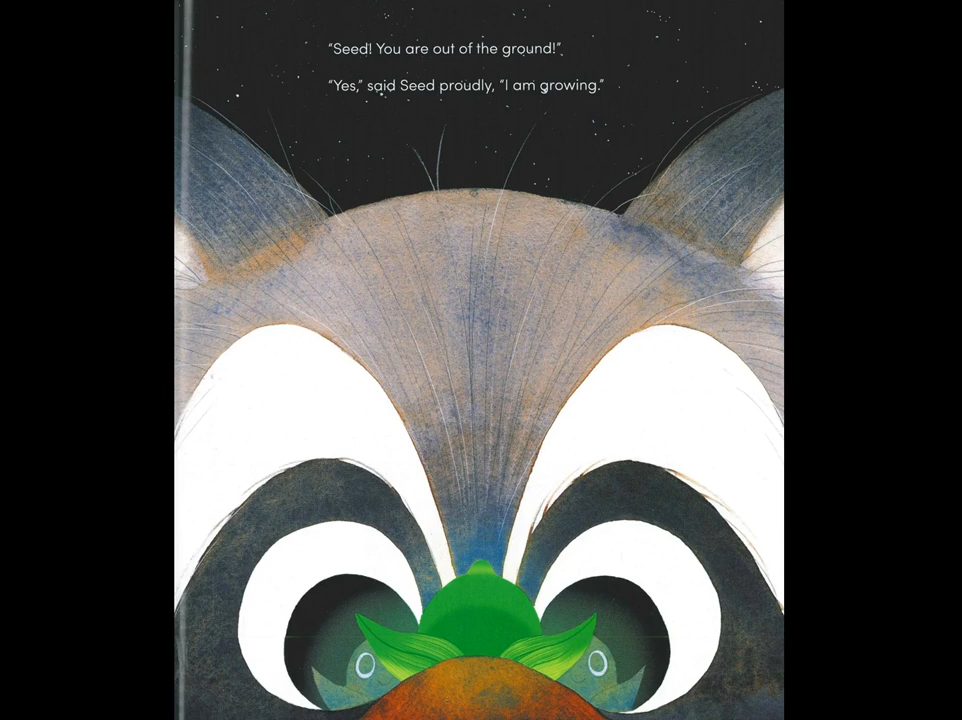 “Seed! You are out of the ground!”
“Yes,” said Seed proudly, “I am growing.”